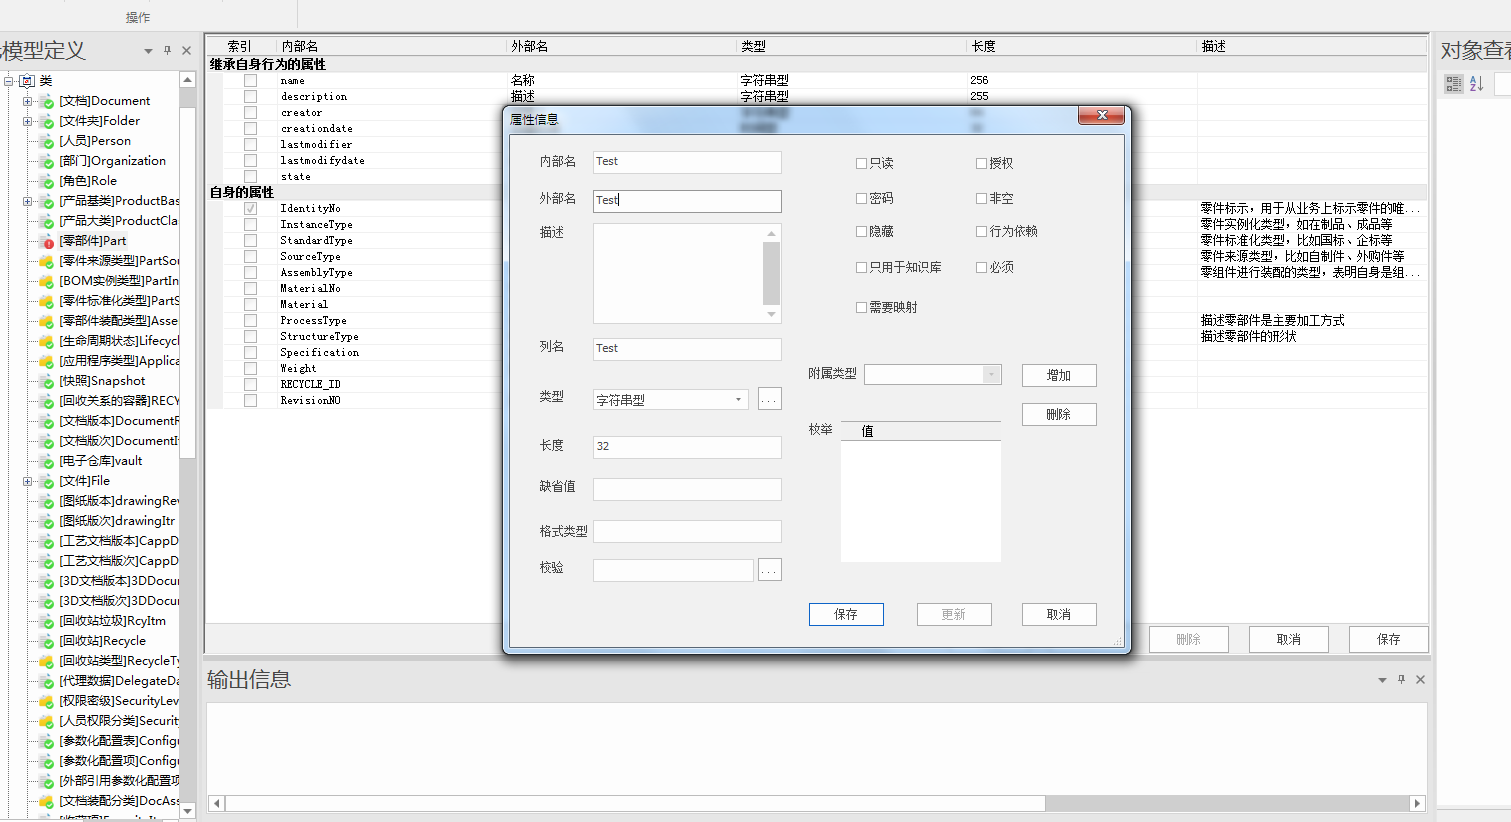 操作
模型定义
类
[文档]Document
[文件夹]Folder
[人员]Person
[部门]Organization
[角色]Role
[产品基类]ProductBas
[产品大类]ProductCla
[零部件]Part
[零件来源类型]PartSou
[BOM实例类型]PartIn
[零件标准化类型]PartS
[零部件装配类型]Asse
[生命周期状态]Lifecycl
[应用程序类型]Applica
[快照]Snapshot
[回收关系的容器]RECY
[文档版本]DocumentR
[文档版次]DocumentIt
[电子仓库]vault
[文件]File
[图纸版本]drawingRev
[图纸版次]drawingItr
[工艺文档版本]CappD
[工艺文档版次]CappD
[3D文档版本]3DDocur
[3D文档版次]3DDocur
[回收站垃圾]RcyItm
[回收站]Recycle
[回收站类型]RecycleTy
[代理数据]DelegateDa
[权限密级]SecurityLev
[人员权限分类]Security
[参数化配置表]Configu
[参数化配置项]Configu
[外部引用参数化配置项
[文档装配分类]DocAss
索引 内部名 外部名 类型 长度 描述
继承自身行为的属性
name 名称 字符串型 256
description 描述 字符串型 255
creator
creationdate
lastmodifier
lastmodifydate
state
自身的属性
IdentityNo 零件标示，用于从业务上标示零件的唯...
InstanceType 零件实例化类型，如在制品、成品等
StandardType 零件标准化类型，比如国标、企标等
SourceType 零件来源类型，比如自制件、外购件等
AssemblyType 零组件进行装配的类型，表明自身是组...
MaterialNo
Material
ProcessType 描述零部件是主要加工方式
StructureType 描述零部件的形状
Specification
Weight
RECYCLE_ID
RevisionNO
属性信息
内部名 Test
外部名 Test
描述
列名 Test
类型 字符串型 ...
长度 32
缺省值
格式类型
校验 ...
只读 授权
密码 非空
隐藏 行为依赖
只用于知识库 必须
需要映射
附属类型 增加
删除
枚举 值
保存 更新 取消
删除 取消 保存
输出信息
对象查看